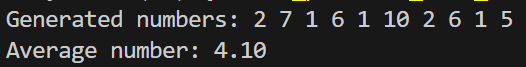 Generated numbers: 2 7 1 6 1 10 2 6 1 5
Average number: 4.10